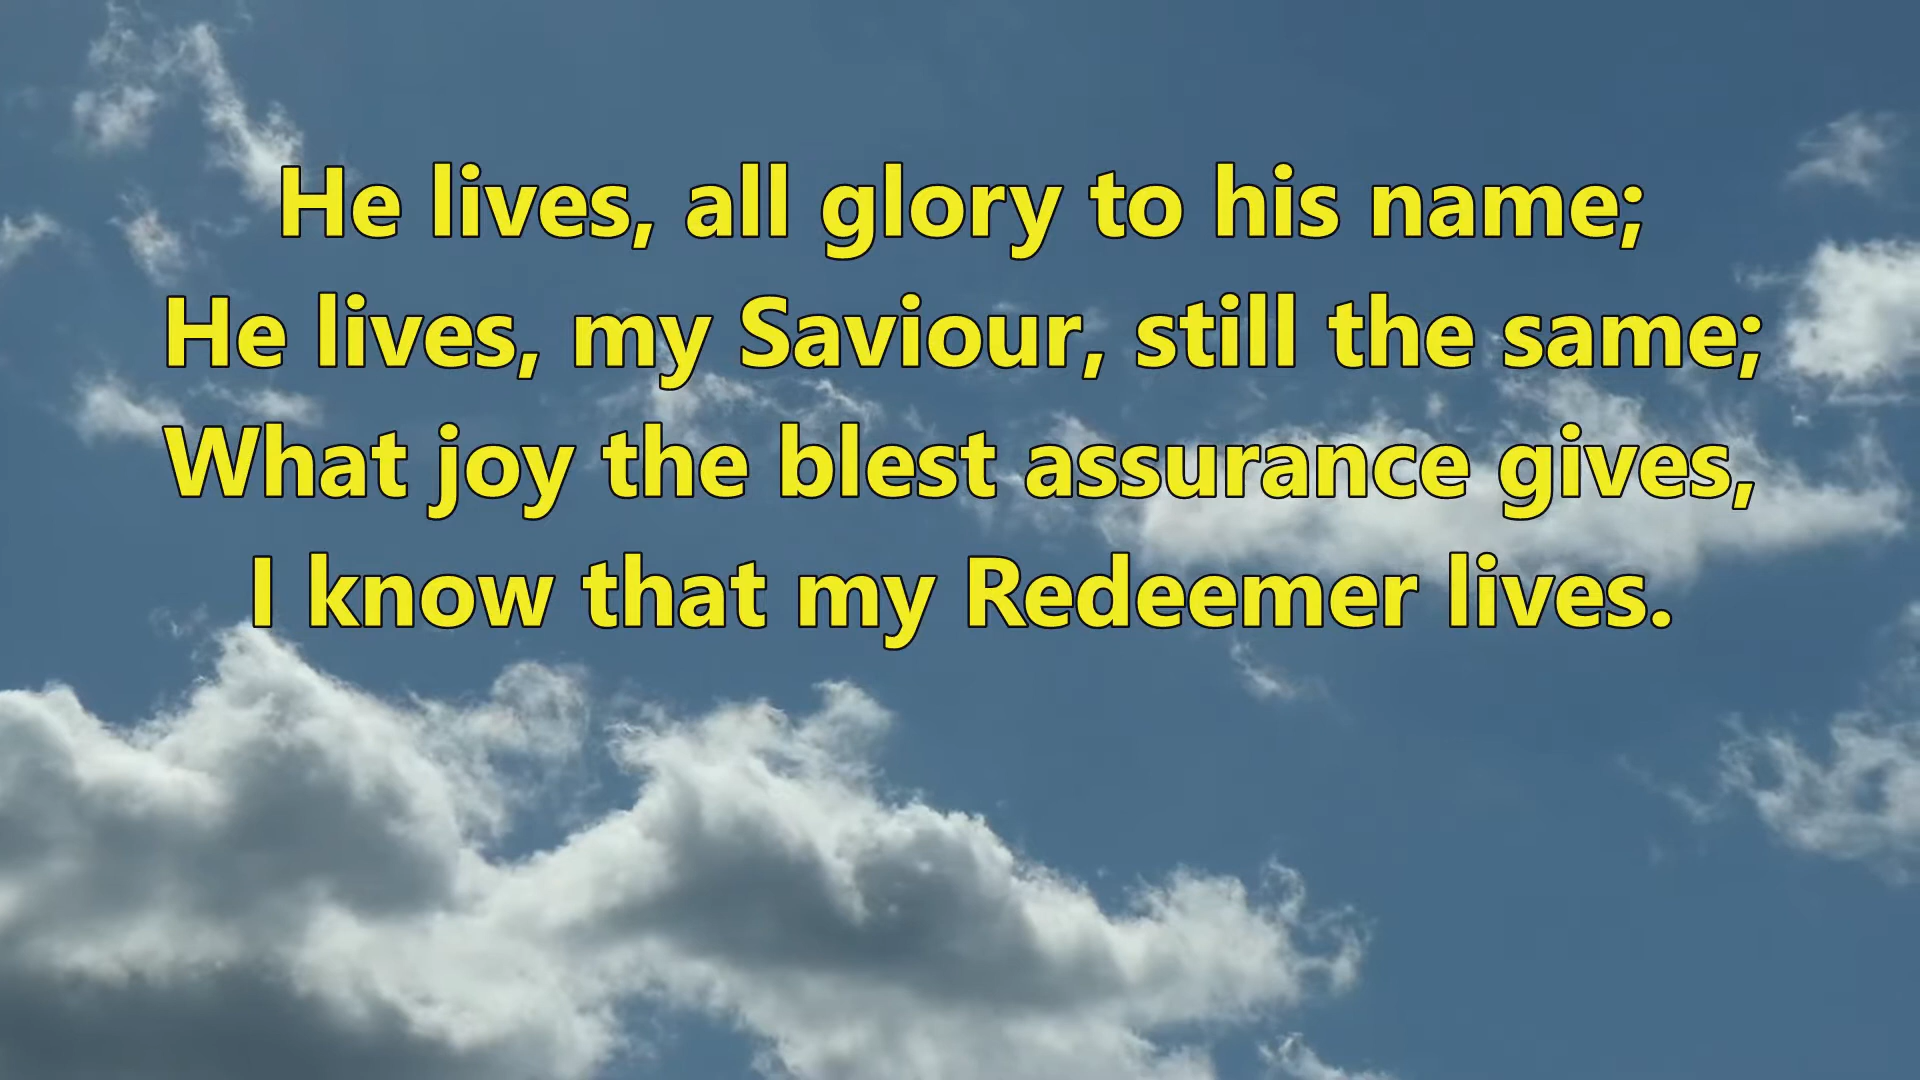 He lives, all glory to his name;
He lives, my Saviour, still the same;
What joy the blest assurance gives,
I know that my Redeemer lives.